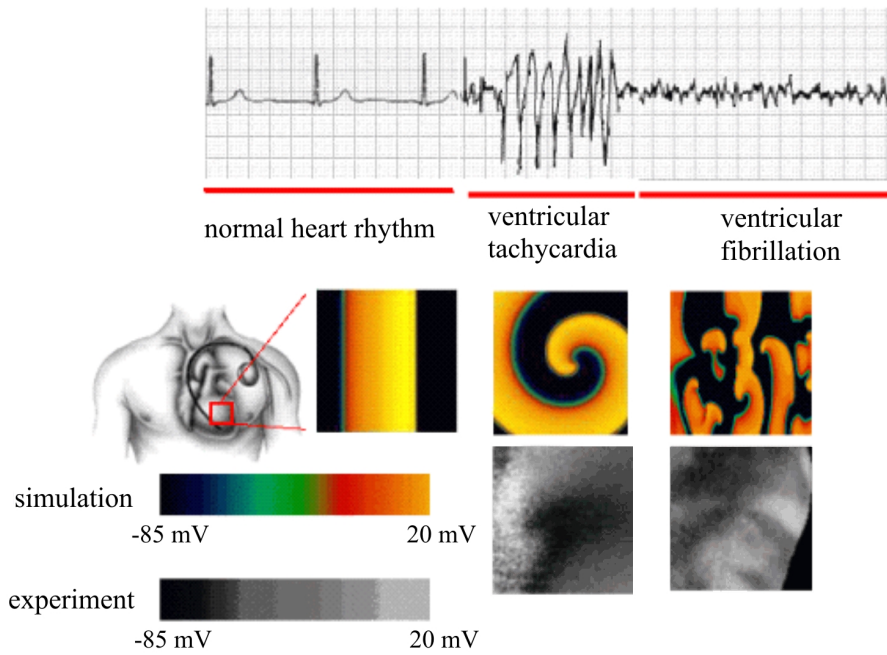 normal heart rhythm
ventricular
tachycardia
ventricular
fibrillation
simulation
-85 mV
20 mV
experiment
-85 mV
20 mV